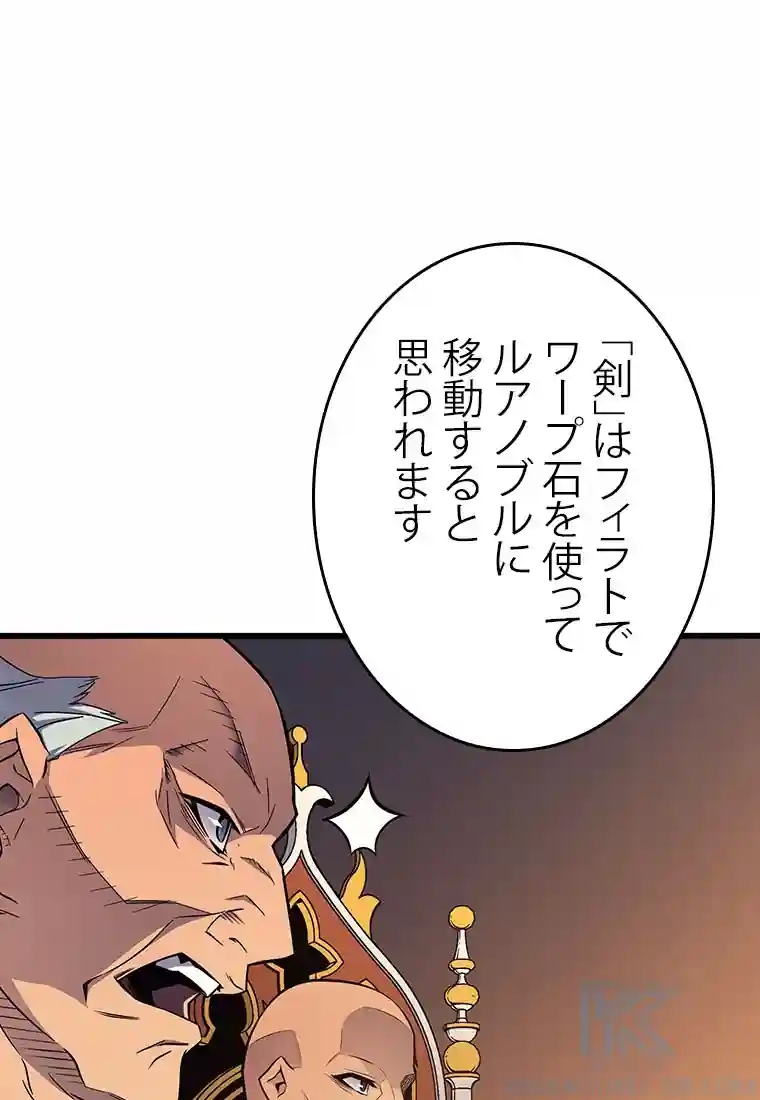 「剣」はフィラトで
ワープ石を使って
ルアノブルに
移動すると
思われます